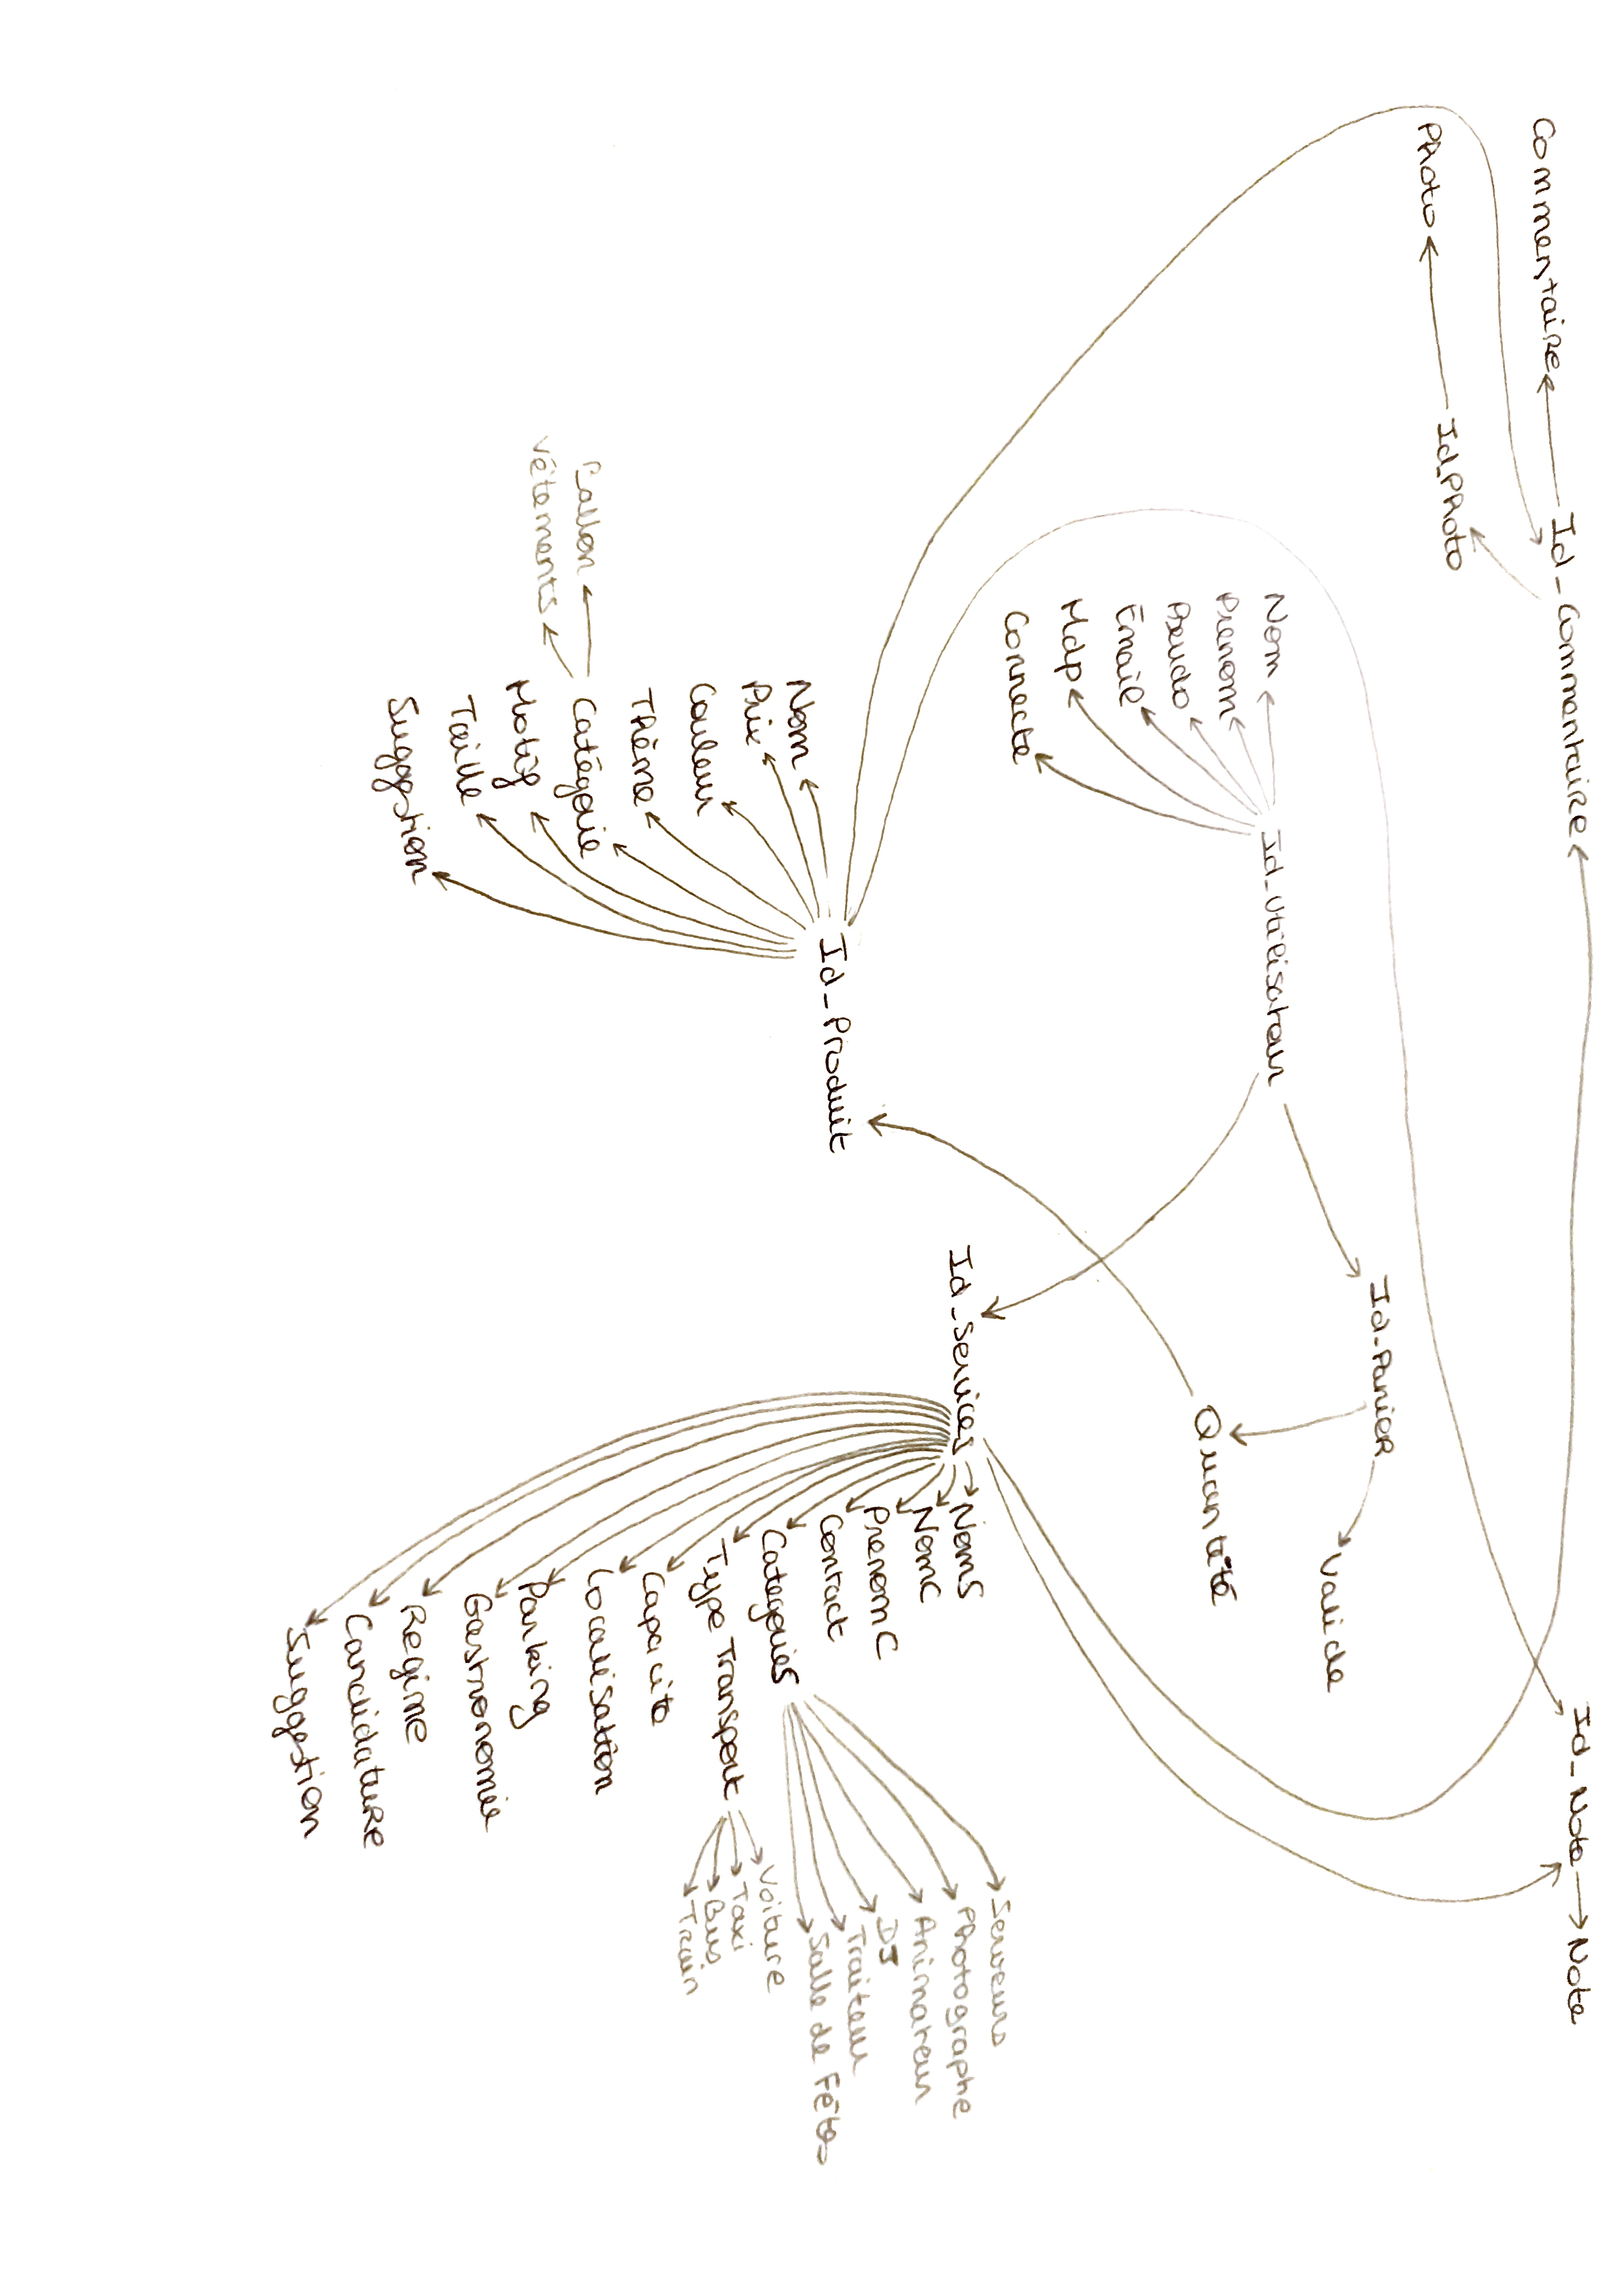 Id_Commentaire
Id_Note
Note
Commentaire
Id_Photo
Photo
Id_Panier
Valide
Nom
Id_Utilisateur
Prenom
Pseudo
Email
Mdp
Connecte
Quantité
Id_Services
NomS
NomC
PrenomC
Contact
Categories
Type Transport
Capacite
Localisation
Parking
Gastronomie
Regime
Candidature
Suggestion
Serveurs
Photographe
Animateur
DJ
Traiteur
Salle de Fêtes
Voiture
Taxi
Bus
Train
Id_Produit
Nom
Prix
Couleur
Thème
Catégorie
Ballon
Vêtements
Motif
Taille
Suggestion